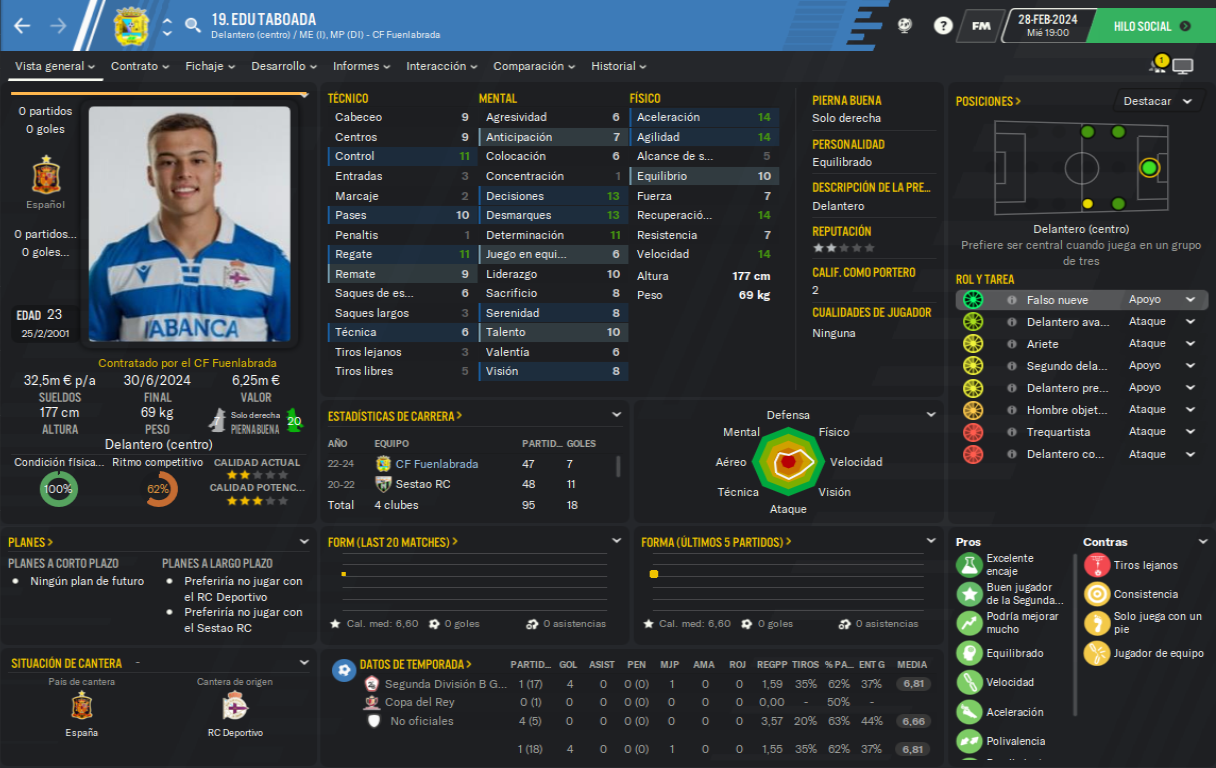 19. EDU TABOADA
Delantero (centro) / ME (I), MP (DI) - CF Fuenlabrada
?
FM
28-FEB-2024
Mié 19:00
HILO SOCIAL
Vista general
Contrato
Fichaje
Desarrollo
Informes
Interacción
Comparación
Historial
1
0 partidos
0 goles
Español
0 partidos...
0 goles...
ABANCA
EDAD 23
25/2/2001
Contratado por el CF Fuenlabrada
32,5m € p/a
SUELDOS
30/6/2024
FINAL
6,25m €
VALOR
177 cm
ALTURA
69 kg
PESO
7
Solo derecha
PIERNA BUENA
20
Delantero (centro)
Condición física...
100%
Ritmo competitivo
62%
CALIDAD ACTUAL
CALIDAD POTENC...
TÉCNICO
Cabeceo 9
Centros 9
Control 11
Entradas 3
Marcaje 2
Pases 10
Penaltis 1
Regate 11
Remate 9
Saques de es... 6
Saques largos 3
Técnica 6
Tiros lejanos 3
Tiros libres 5
MENTAL
Agresividad 6
Anticipación 7
Colocación 6
Concentración 1
Decisiones 13
Desmarques 13
Determinación 11
Juego en equi... 6
Liderazgo 10
Sacrificio 8
Serenidad 8
Talento 10
Valentía 6
Visión 8
FÍSICO
Aceleración 14
Agilidad 14
Alcance de s... 5
Equilibrio 10
Fuerza 7
Recuperació... 14
Resistencia 7
Velocidad 14
Altura 177 cm
Peso 69 kg
PIERNA BUENA
Solo derecha
PERSONALIDAD
Equilibrado
DESCRIPCIÓN DE LA PRE...
Delantero
REPUTACIÓN
CALIF. COMO PORTERO
2
CUALIDADES DE JUGADOR
Ninguna
POSICIONES >
Destacar
Delantero (centro)
Prefiere ser central cuando juega en un grupo
de tres
ROL Y TAREA
Falso nueve Apoyo
Delantero ava... Ataque
Ariete Ataque
Segundo dela... Apoyo
Delantero pre... Apoyo
Hombre objet... Ataque
Trequartista Ataque
Delantero co... Ataque
ESTADÍSTICAS DE CARRERA >
AÑO EQUIPO PARTID... GOLES
22-24 CF Fuenlabrada 47 7
20-22 Sestao RC 48 11
Total 4 clubes 95 18
Defensa
Mental
Físico
Aéreo
Velocidad
Técnica
Visión
Ataque
PLANES >
PLANES A CORTO PLAZO
Ningún plan de futuro
PLANES A LARGO PLAZO
Preferiría no jugar con
el RC Deportivo
Preferiría no jugar con
el Sestao RC
FORM (LAST 20 MATCHES) >
Cal. med: 6,60 0 goles 0 asistencias
FORMA (ÚLTIMOS 5 PARTIDOS) >
Cal. med: 6,60 0 goles 0 asistencias
Pros
Excelente
encaje
Buen jugador
de la Segunda...
Podría mejorar
mucho
Equilibrado
Velocidad
Aceleración
Polivalencia
Contras
Tiros lejanos
Consistencia
Solo juega con un
pie
Jugador de equipo
SITUACIÓN DE CANTERA -
País de cantera
España
Cantera de origen
RC Deportivo
DATOS DE TEMPORADA > PARTID... GOL ASIST PEN MJP AMA ROJ REGPP TIROS % PA... ENT G MEDIA
Segunda División B G... 1 (17) 4 0 0 (0) 1 0 0 1,59 35% 62% 37% 6,81
Copa del Rey 0 (1) 0 0 0 (0) 0 0 0 0,00 - 50% -
No oficiales 4 (5) 0 0 0 (0) 0 0 0 3,57 20% 63% 44% 6,66
1 (18) 4 0 0 (0) 1 0 0 1,55 35% 62% 37% 6,81